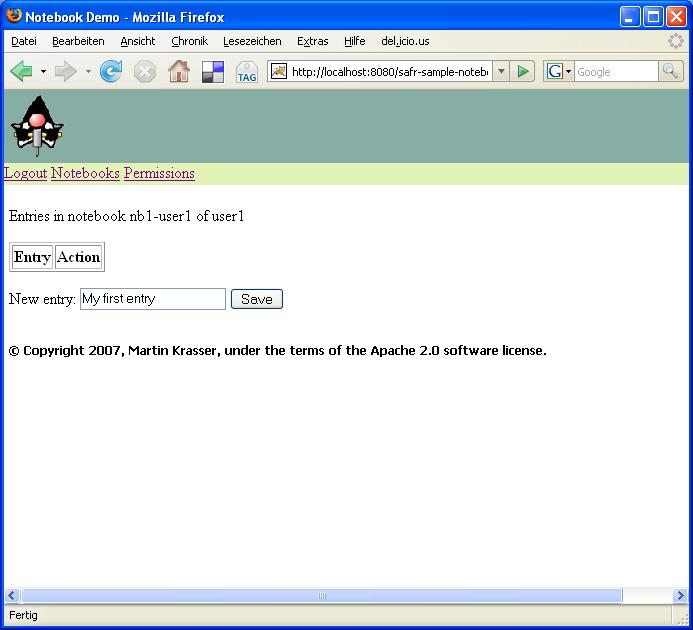 Notebook Demo - Mozilla Firefox
Datei Bearbeiten Ansicht Chronik Lesezeichen Extras Hilfe del.icio.us
TAG http://localhost:8080/safr-sample-noteb G Google
Logout Notebooks Permissions
Entries in notebook nb1-user1 of user1
Entry Action
New entry: My first entry Save
© Copyright 2007, Martin Krasser, under the terms of the Apache 2.0 software license.
Fertig